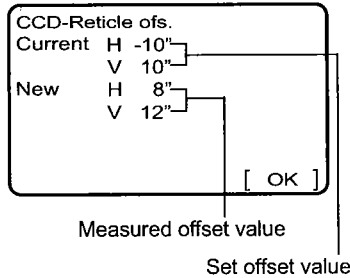 CCD-Reticle ofs.
Current H -10"
V 10"
New H 8"
V 12"
[ OK ]
Measured offset value
Set offset value